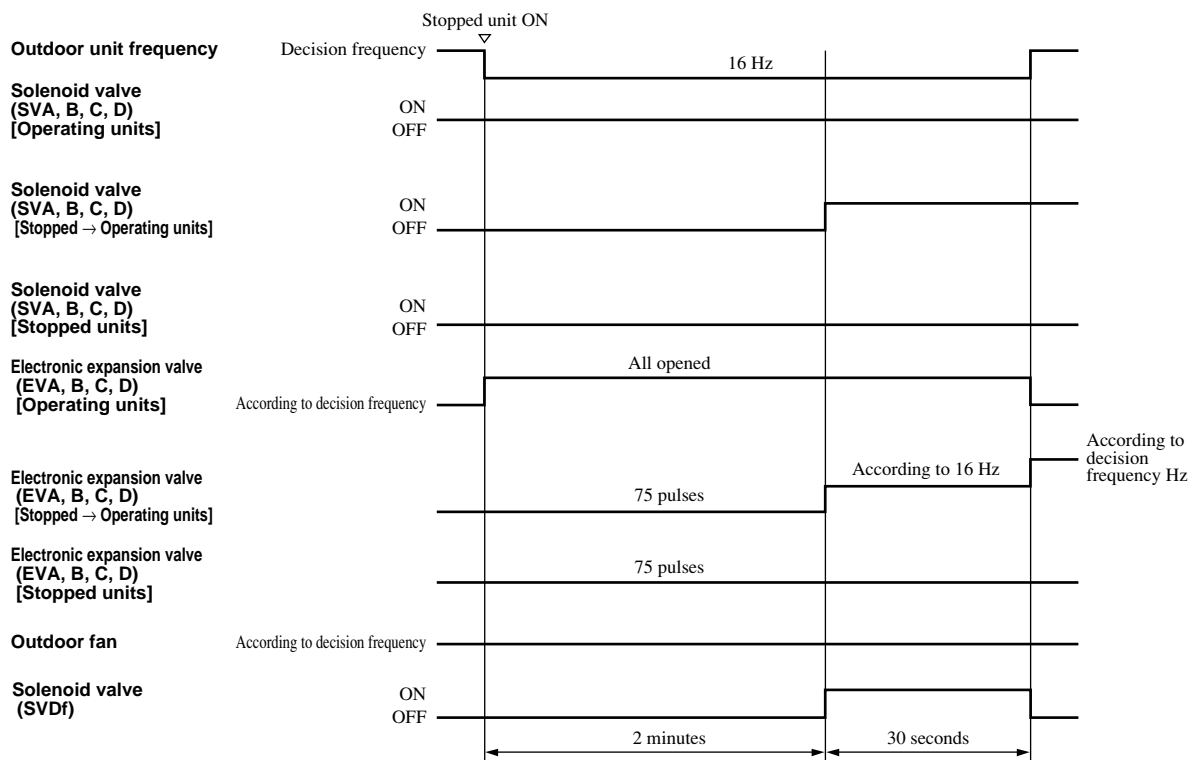 Stopped unit ON
Outdoor unit frequency
Decision frequency
16 Hz
Solenoid valve
(SVA, B, C, D)
[Operating units]
ON
OFF
Solenoid valve
(SVA, B, C, D)
[Stopped → Operating units]
ON
OFF
Solenoid valve
(SVA, B, C, D)
[Stopped units]
ON
OFF
Electronic expansion valve
(EVA, B, C, D)
[Operating units]
According to decision frequency
All opened
Electronic expansion valve
(EVA, B, C, D)
[Stopped → Operating units]
75 pulses
According to 16 Hz
According to
decision
frequency Hz
Electronic expansion valve
(EVA, B, C, D)
[Stopped units]
75 pulses
Outdoor fan
According to decision frequency
Solenoid valve
(SVDf)
ON
OFF
2 minutes
30 seconds